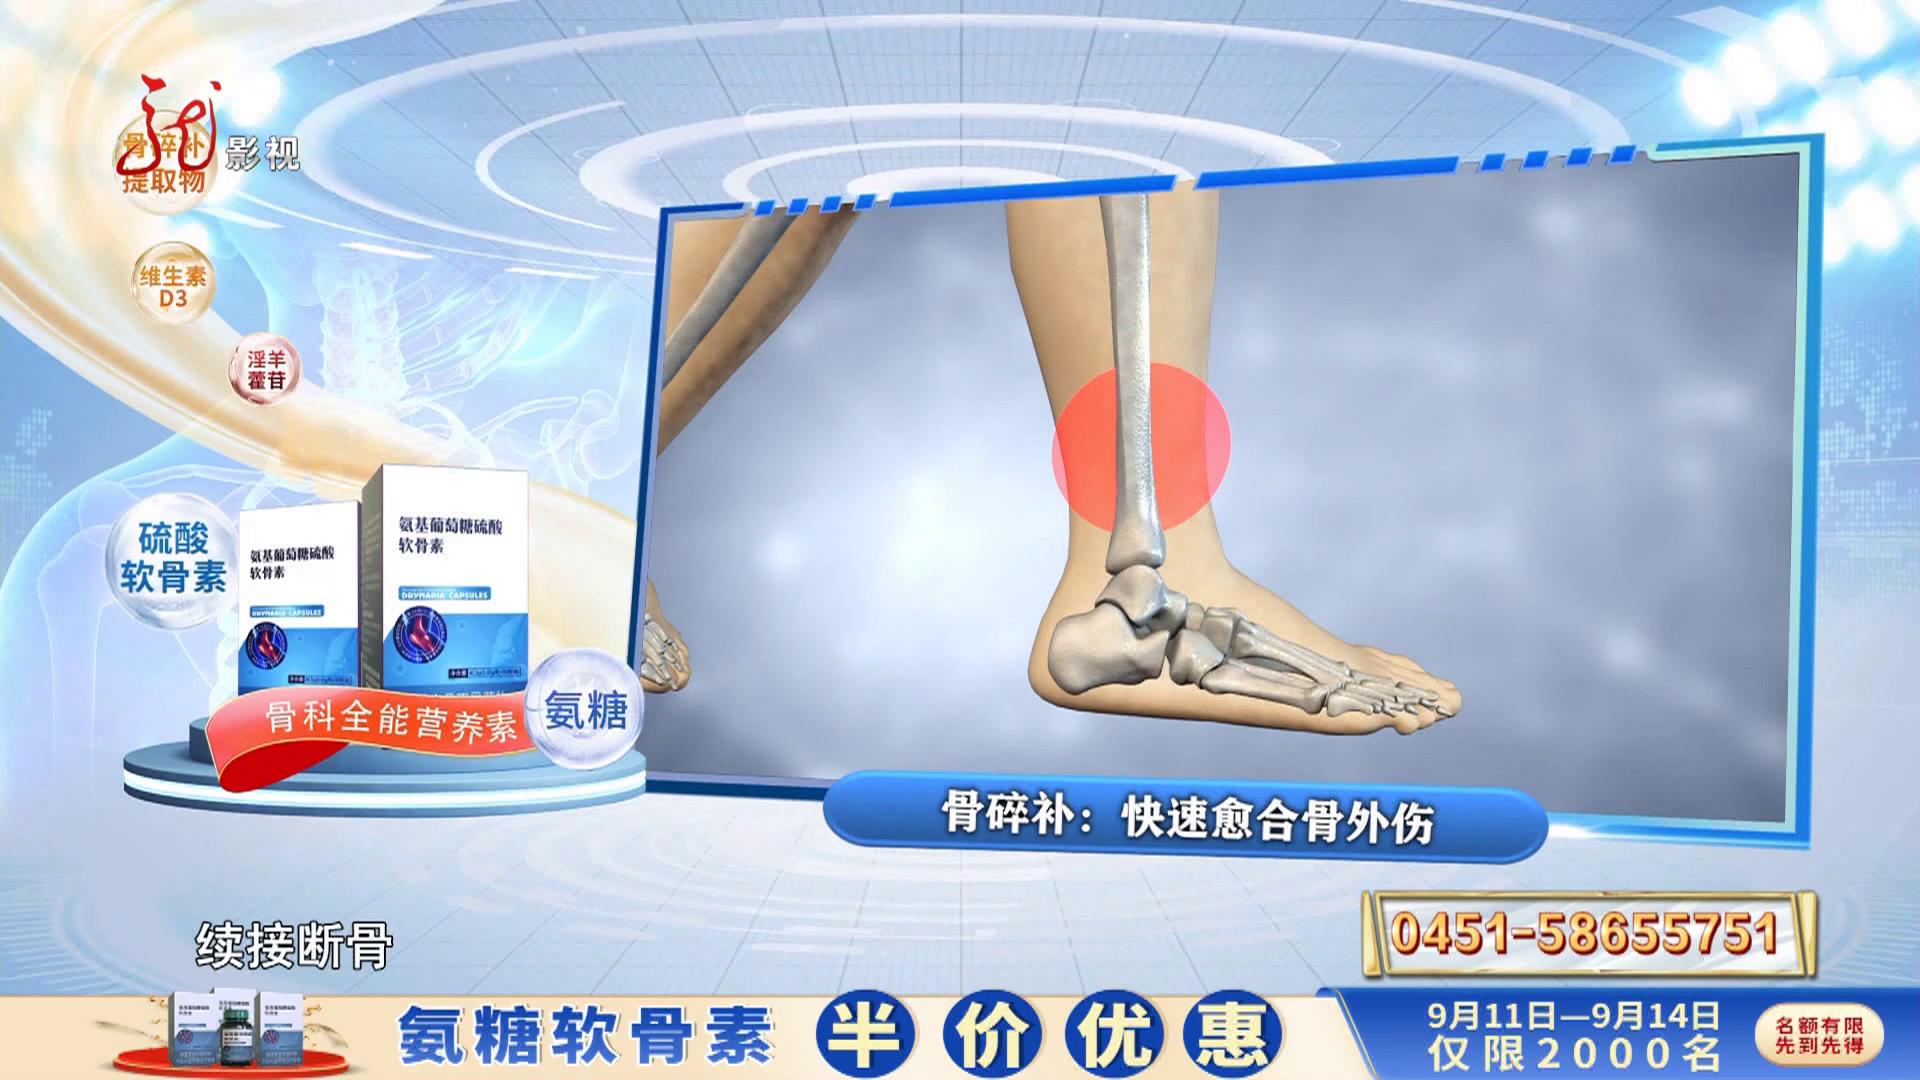 影视
骨碎补
提取物
维生素
D3
淫羊
藿苷
硫酸
软骨素
氨基葡萄糖硫酸
软骨素
DRYNARIA CAPSULES
氨基葡萄糖硫酸
软骨素
DRYNARIA CAPSULES
骨科全能营养素
氨糖
骨碎补：快速愈合骨外伤
续接断骨
0451-58655751
氨糖软骨素
半价优惠
9月11日—9月14日
仅限2000名
名额有限
先到先得